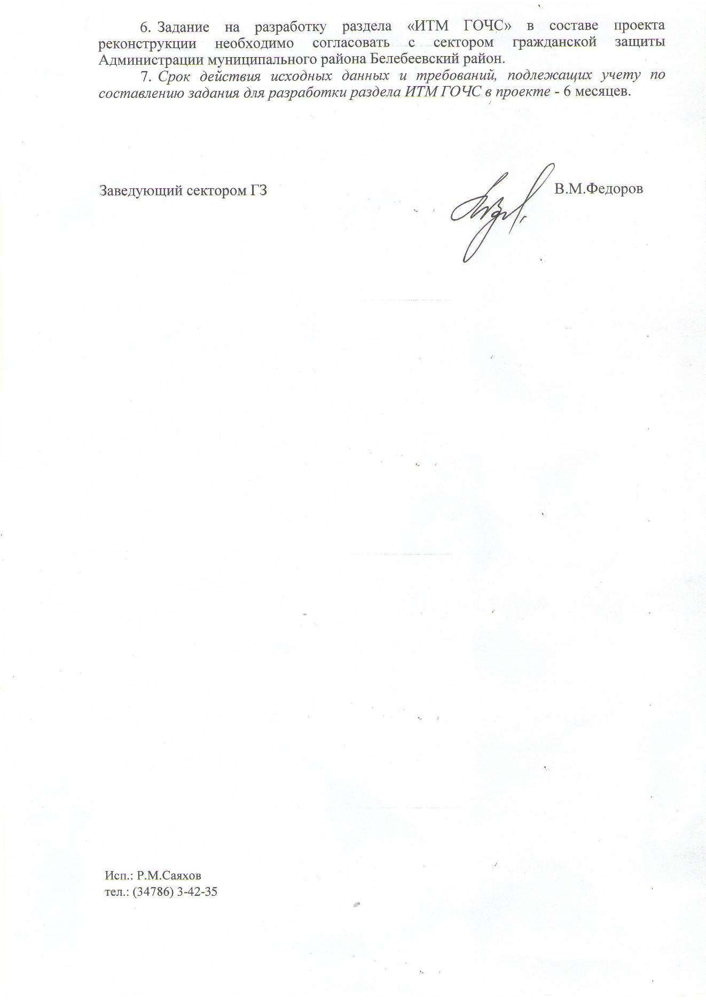 6. Задание на разработку раздела «ИТМ ГОЧС» в составе проекта
реконструкции необходимо согласовать с сектором гражданской защиты
Администрации муниципального района Белебеевский район.
7. Срок действия исходных данных и требований, подлежащих учету по
составлению задания для разработки раздела ИТМ ГОЧС в проекте - 6 месяцев.
Заведующий сектором ГЗ В.М.Федоров
Исп.: Р.М.Саяхов
тел.: (34786) 3-42-35